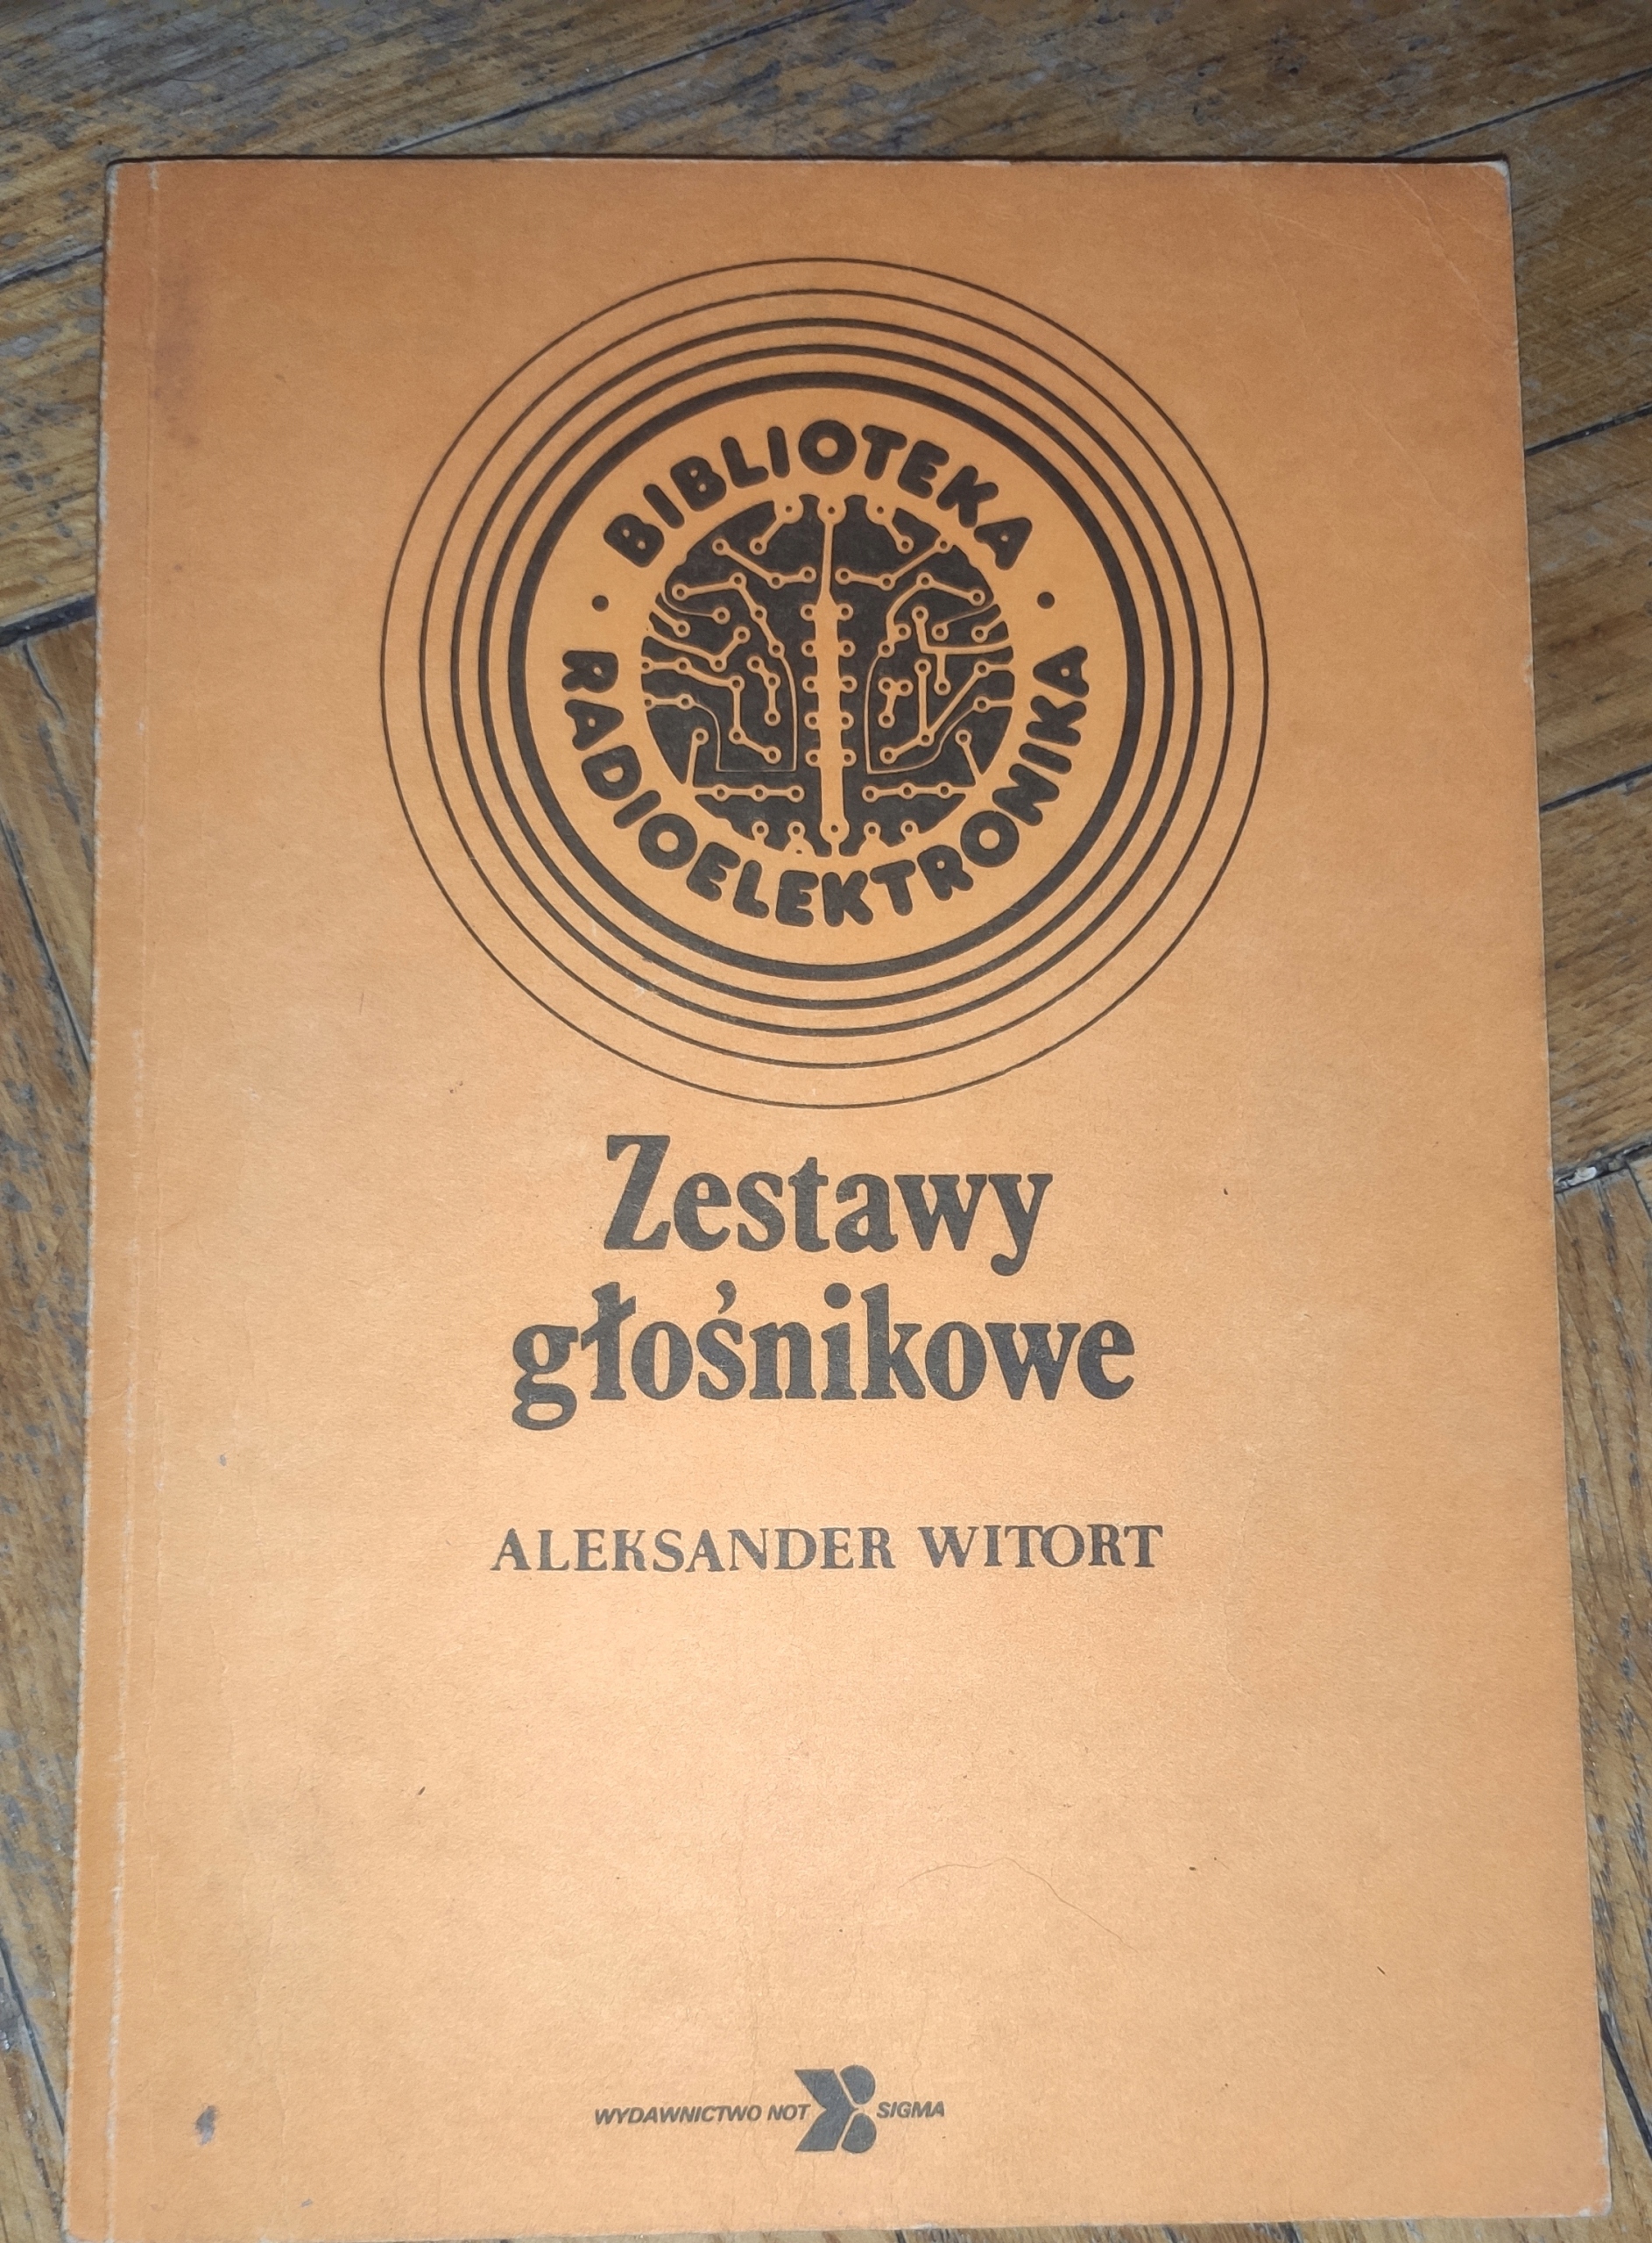 BIBLIOTEKA
RADIOELEKTRONIKA
Zestawy
głośnikowe
ALEKSANDER WITORT
WYDAWNICTWO NOT SIGMA